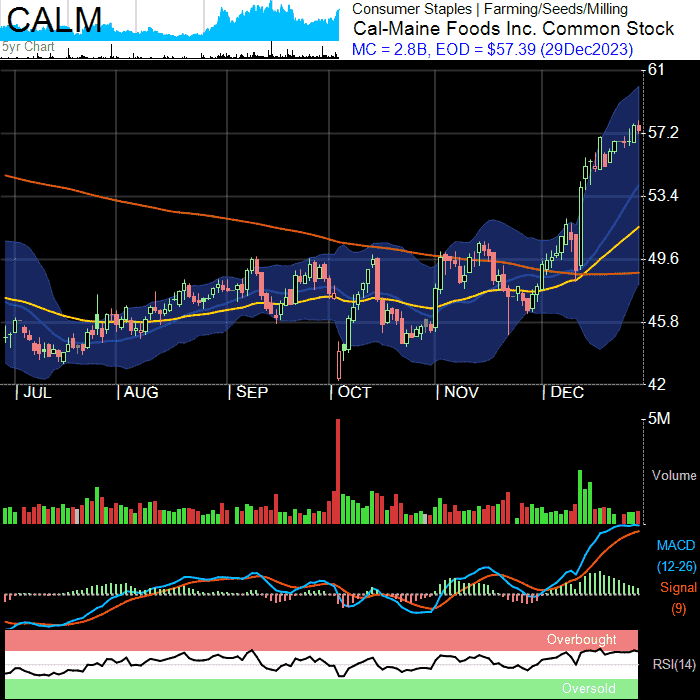 CALM
5yr Chart
Consumer Staples | Farming/Seeds/Milling
Cal-Maine Foods Inc. Common Stock
MC = 2.8B, EOD = $57.39 (29Dec2023)
61
57.2
53.4
49.6
45.8
42
JUL AUG SEP OCT NOV DEC
5M
Volume
MACD
(12-26)
Signal
(9)
Overbought
RSI(14)
Oversold